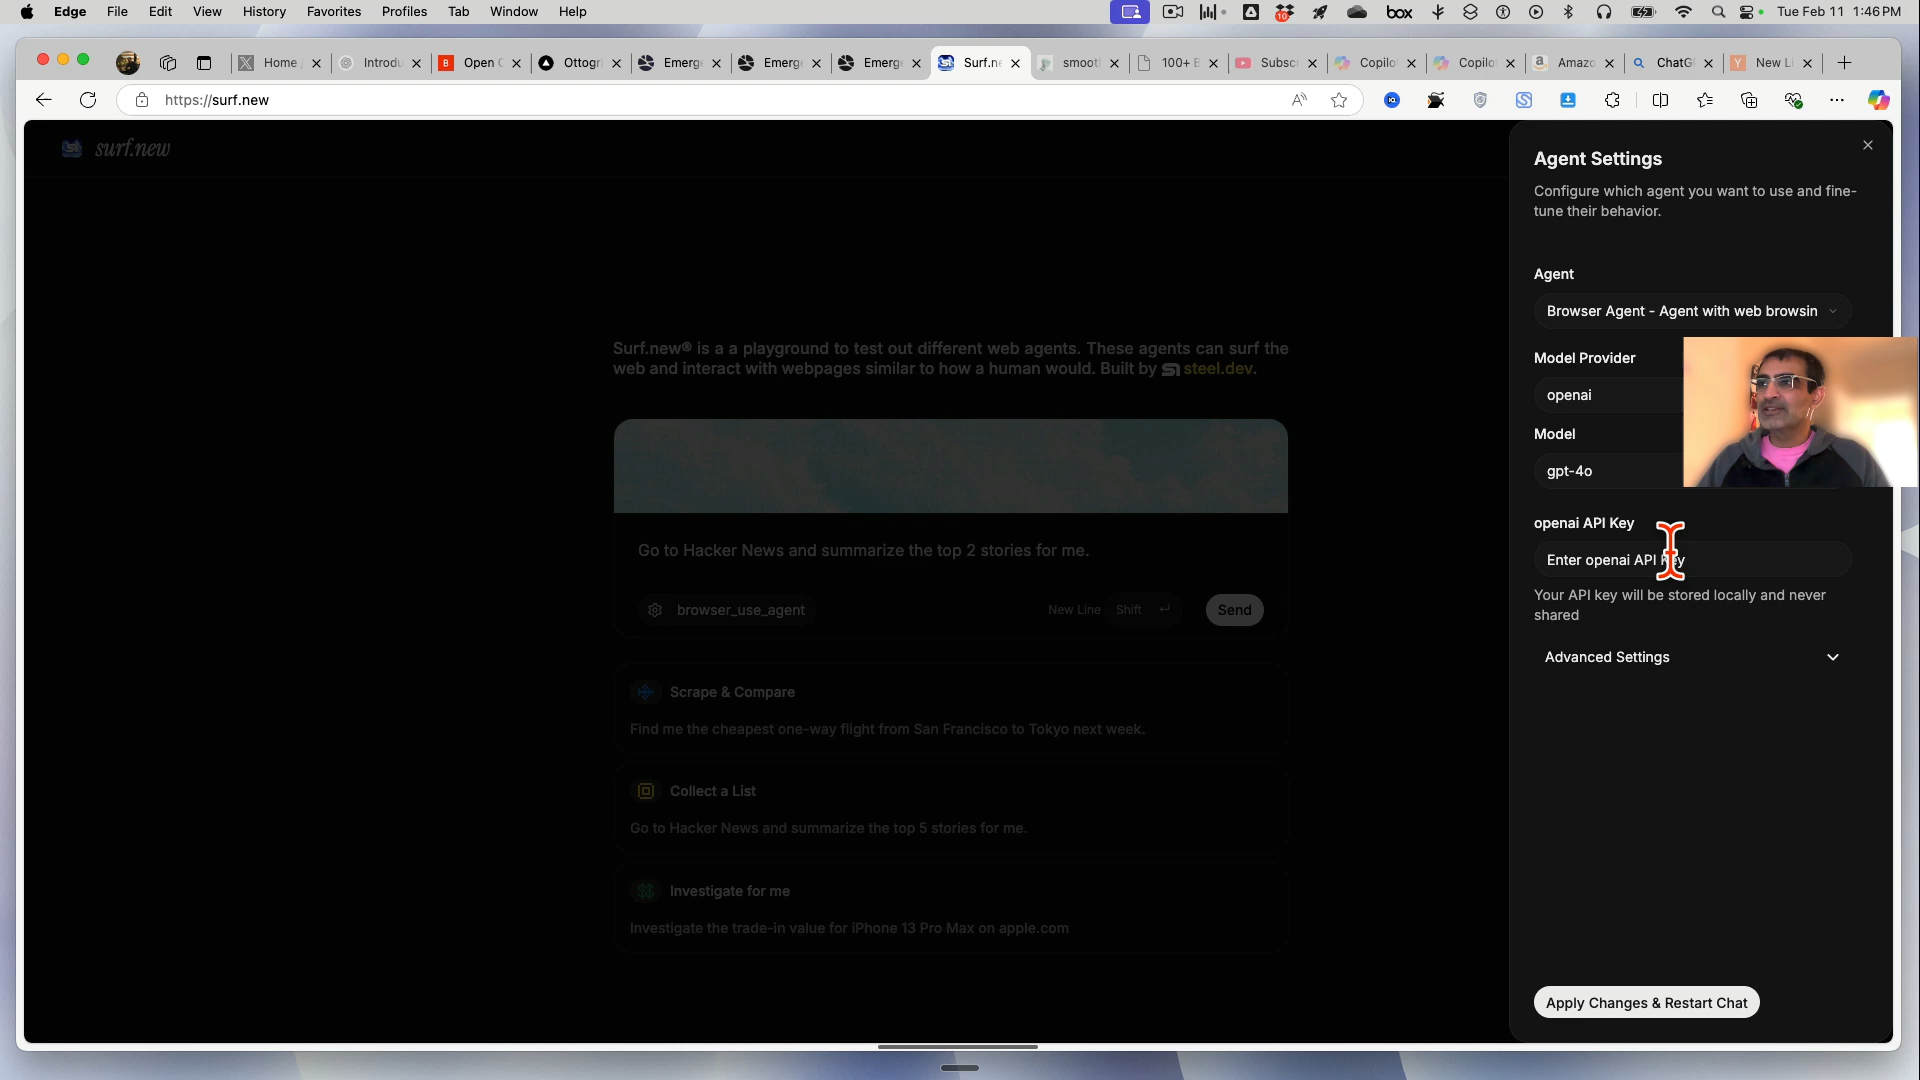 Edge File Edit View History Favorites Profiles Tab Window Help
10 box Tue Feb 11 1:46 PM
Home Introdu Open Ottogri Emerge Emerge Emerge Surf.ne smooth 100+ B Subsc Copilo Copilo Amazo ChatG New Li
https://surf.new
surf.new
Surf.new® is a a playground to test out different web agents. These agents can surf the
web and interact with webpages similar to how a human would. Built by steel.dev.
Go to Hacker News and summarize the top 2 stories for me.
browser_use_agent New Line Shift Send
Scrape & Compare
Find me the cheapest one-way flight from San Francisco to Tokyo next week.
Collect a List
Go to Hacker News and summarize the top 5 stories for me.
Investigate for me
Investigate the trade-in value for iPhone 13 Pro Max on apple.com
Agent Settings
Configure which agent you want to use and fine-
tune their behavior.
Agent
Browser Agent - Agent with web browsin
Model Provider
openai
Model
gpt-4o
openai API Key
Enter openai API Key
Your API key will be stored locally and never
shared
Advanced Settings
Apply Changes & Restart Chat